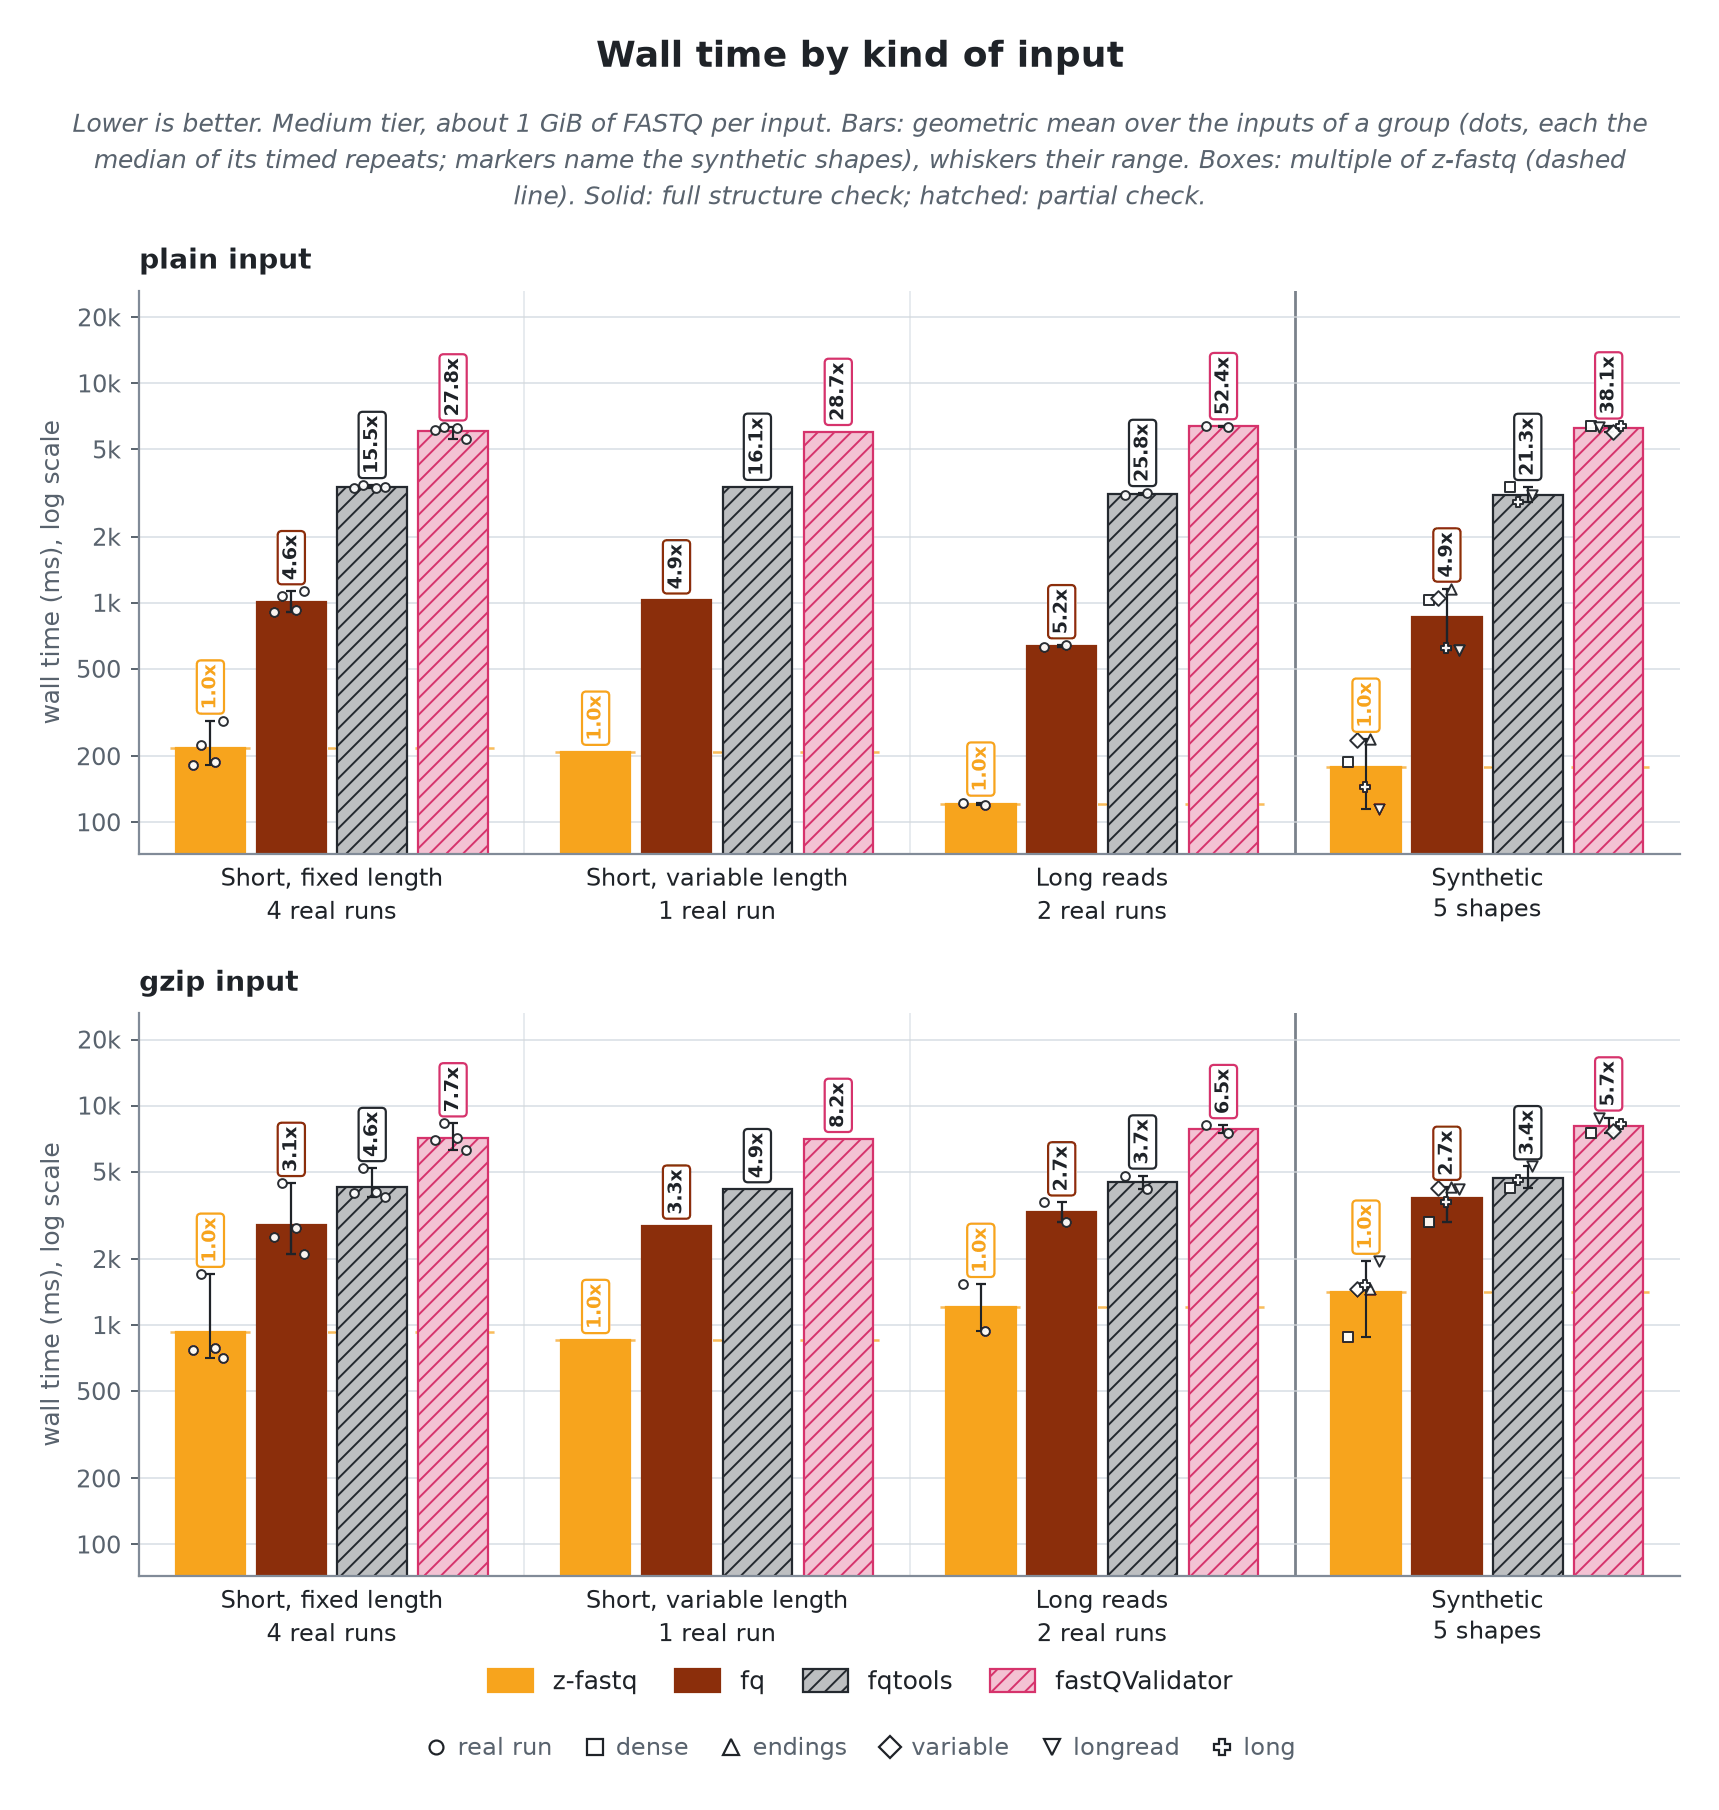 Wall time by kind of input
Lower is better. Medium tier, about 1 GiB of FASTQ per input. Bars: geometric mean over the inputs of a group (dots, each the
median of its timed repeats; markers name the synthetic shapes), whiskers their range. Boxes: multiple of z-fastq (dashed
line). Solid: full structure check; hatched: partial check.
plain input
wall time (ms), log scale
20k
10k
5k
2k
1k
500
200
100
1.0x
4.6x
15.5x
27.8x
1.0x
4.9x
16.1x
28.7x
1.0x
5.2x
25.8x
52.4x
1.0x
4.9x
21.3x
38.1x
Short, fixed length
4 real runs
Short, variable length
1 real run
Long reads
2 real runs
Synthetic
5 shapes
gzip input
wall time (ms), log scale
20k
10k
5k
2k
1k
500
200
100
1.0x
3.1x
4.6x
7.7x
1.0x
3.3x
4.9x
8.2x
1.0x
2.7x
3.7x
6.5x
1.0x
2.7x
3.4x
5.7x
Short, fixed length
4 real runs
Short, variable length
1 real run
Long reads
2 real runs
Synthetic
5 shapes
z-fastq fq fqtools fastQValidator
real run dense endings variable longread long